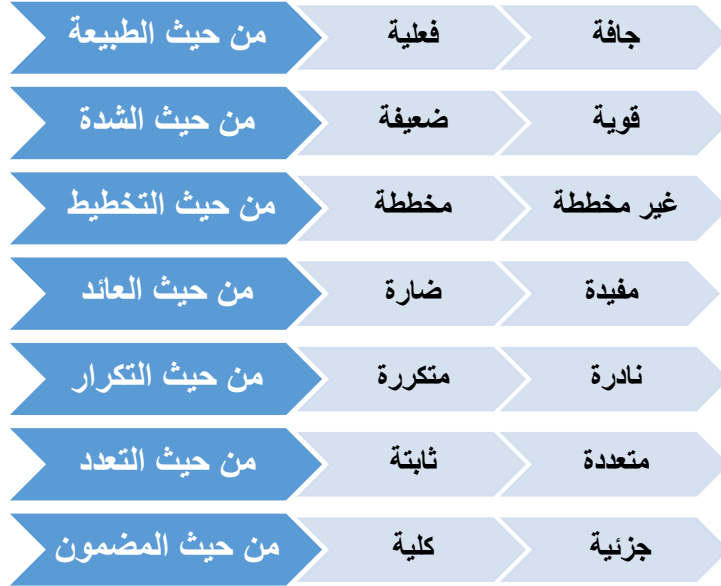 من حيث الطبيعة فعلية جافة
من حيث الشدة ضعيفة قوية
من حيث التخطيط مخططة غير مخططة
من حيث العائد ضارة مفيدة
من حيث التكرار متكررة نادرة
من حيث التعدد ثابتة متعددة
من حيث المضمون كلية جزئية